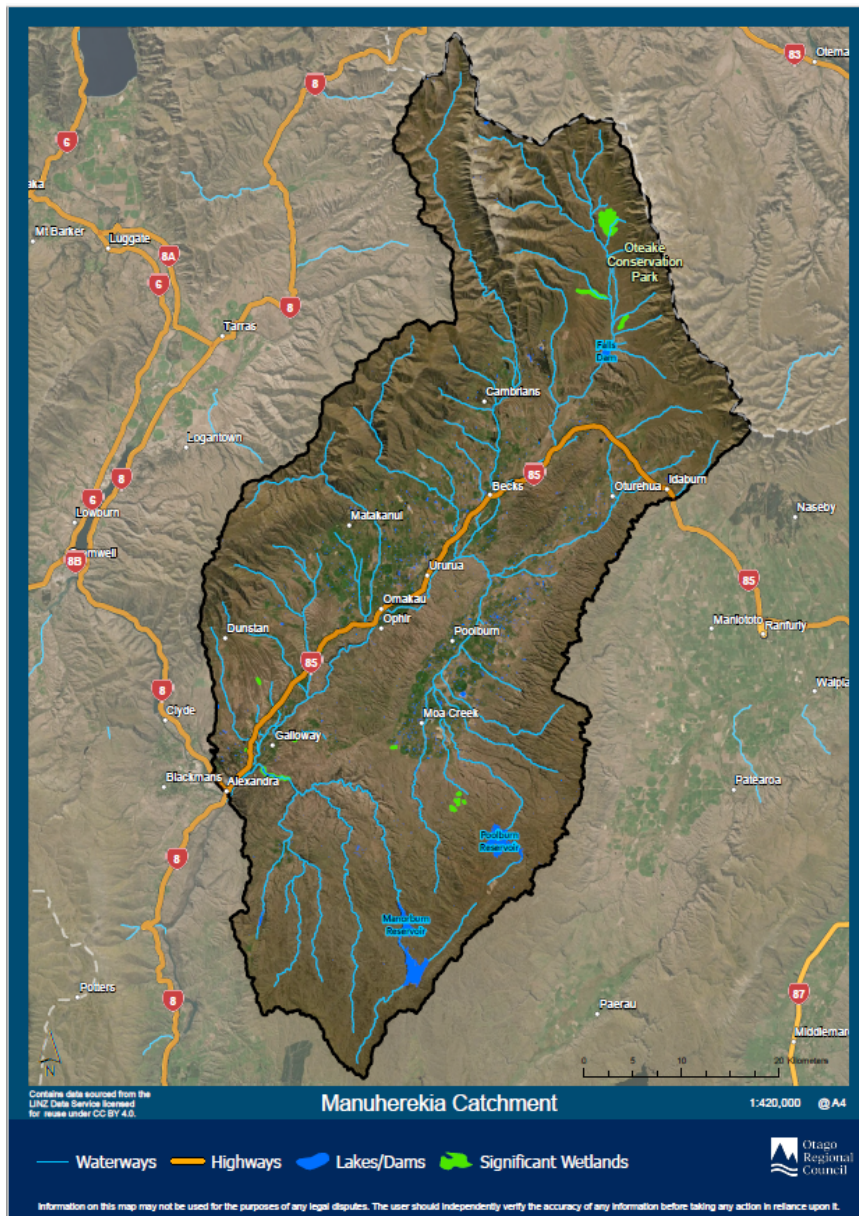 83
Otema
8
6
aka
Mt Barker
Luggate
8A
6
Oteake
Conservation
Park
8
Tarras
Falls
Dam
Cambrians
Logantown
85
8
Becks
Oturehua
Idaburn
6
Lowburn
Matakanui
Naseby
8B
Cromwell
Ururua
85
Omakau
Ophir
Dunstan
Poolburn
Maniototo
Ranfurly
85
8
Clyde
Moa Creek
Waipia
Galloway
Blackmans
Alexandra
Patearoa
8
Poolburn
Reservoir
Manorburn
Reservoir
Potters
8
87
Paerau
Middlemar
N
0 5 10 20 Kilometers
Contains data sourced from the
LINZ Data Service licensed
for reuse under CC BY 4.0.
Manuherekia Catchment
1:420,000 @A4
Waterways Highways Lakes/Dams Significant Wetlands
Otago
Regional
Council
Information on this map may not be used for the purposes of any legal disputes. The user should independently verify the accuracy of any information before taking any action in reliance upon it.